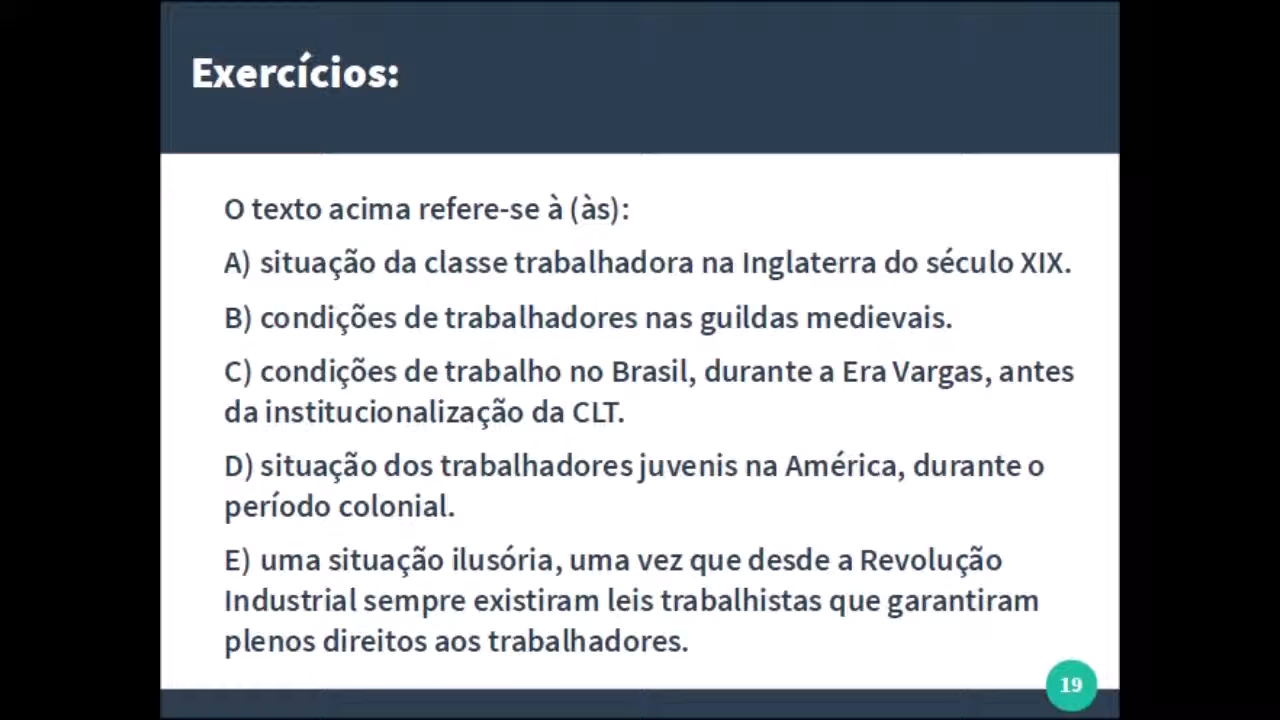 Exercícios:
O texto acima refere-se à (às):
A) situação da classe trabalhadora na Inglaterra do século XIX.
B) condições de trabalhadores nas guildas medievais.
C) condições de trabalho no Brasil, durante a Era Vargas, antes
da institucionalização da CLT.
D) situação dos trabalhadores juvenis na América, durante o
período colonial.
E) uma situação ilusória, uma vez que desde a Revolução
Industrial sempre existiram leis trabalhistas que garantiram
plenos direitos aos trabalhadores.
19